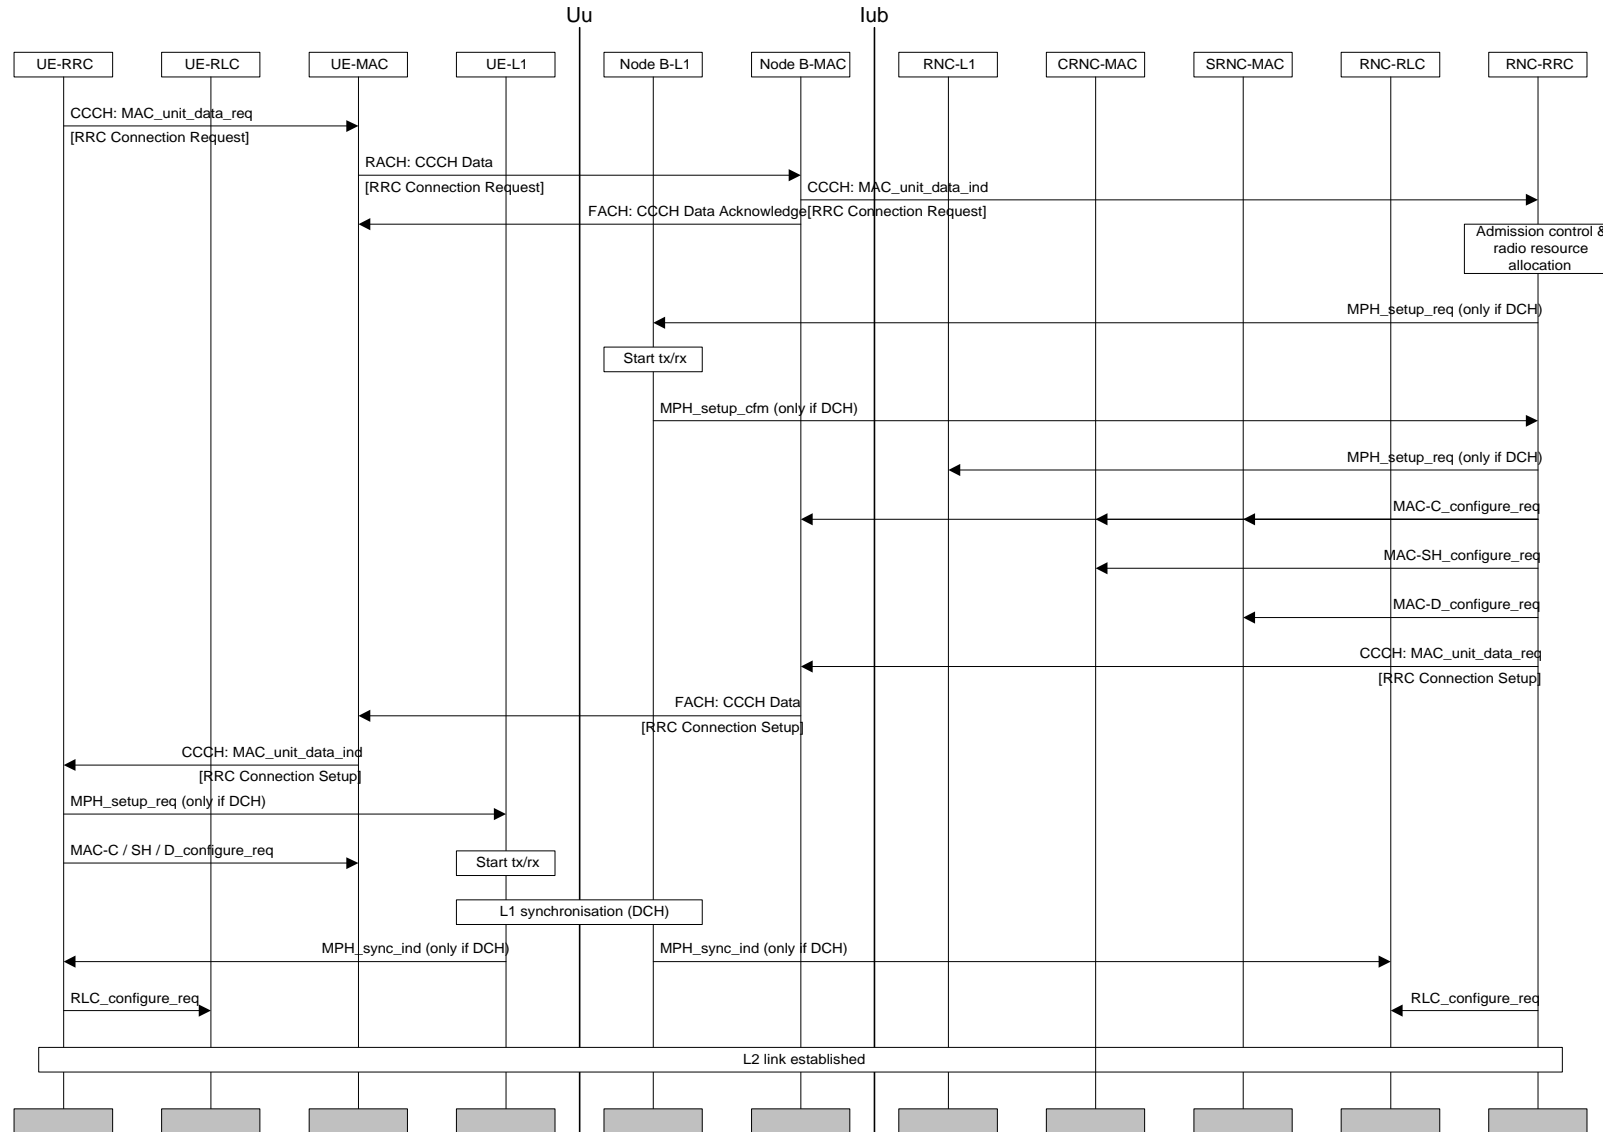 Uu
Iub
UE-RRC
UE-RLC
UE-MAC
UE-L1
Node B-L1
Node B-MAC
RNC-L1
CRNC-MAC
SRNC-MAC
RNC-RLC
RNC-RRC
CCCH: MAC_unit_data_req
[RRC Connection Request]
RACH: CCCH Data
[RRC Connection Request]
CCCH: MAC_unit_data_ind
[RRC Connection Request]
FACH: CCCH Data Acknowledge
Admission control &
radio resource
allocation
MPH_setup_req (only if DCH)
Start tx/rx
MPH_setup_cfm (only if DCH)
MPH_setup_req (only if DCH)
MAC-C_configure_req
MAC-SH_configure_req
MAC-D_configure_req
CCCH: MAC_unit_data_req
[RRC Connection Setup]
FACH: CCCH Data
[RRC Connection Setup]
CCCH: MAC_unit_data_ind
[RRC Connection Setup]
MPH_setup_req (only if DCH)
MAC-C / SH / D_configure_req
Start tx/rx
L1 synchronisation (DCH)
MPH_sync_ind (only if DCH)
MPH_sync_ind (only if DCH)
RLC_configure_req
RLC_configure_req
L2 link established